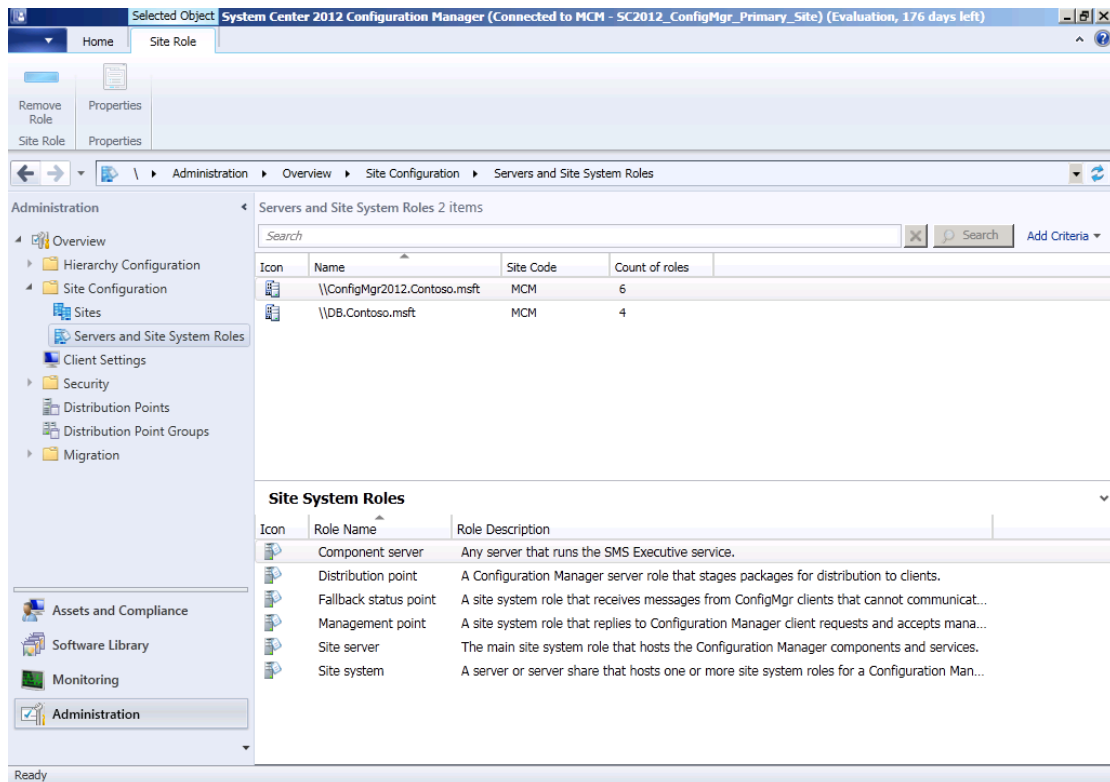 Selected Object System Center 2012 Configuration Manager (Connected to MCM - SC2012_ConfigMgr_Primary_Site) (Evaluation, 176 days left)
Home Site Role
Remove Role Properties
Site Role Properties
\ Administration Overview Site Configuration Servers and Site System Roles
Administration
Overview
Hierarchy Configuration
Site Configuration
Sites
Servers and Site System Roles
Client Settings
Security
Distribution Points
Distribution Point Groups
Migration
Assets and Compliance
Software Library
Monitoring
Administration
Servers and Site System Roles 2 items
Search Search Add Criteria
Icon Name Site Code Count of roles
\\ConfigMgr2012.Contoso.msft MCM 6
\\DB.Contoso.msft MCM 4
Site System Roles
Icon Role Name Role Description
Component server Any server that runs the SMS Executive service.
Distribution point A Configuration Manager server role that stages packages for distribution to clients.
Fallback status point A site system role that receives messages from ConfigMgr clients that cannot communicat...
Management point A site system role that replies to Configuration Manager client requests and accepts mana...
Site server The main site system role that hosts the Configuration Manager components and services.
Site system A server or server share that hosts one or more site system roles for a Configuration Man...
Ready